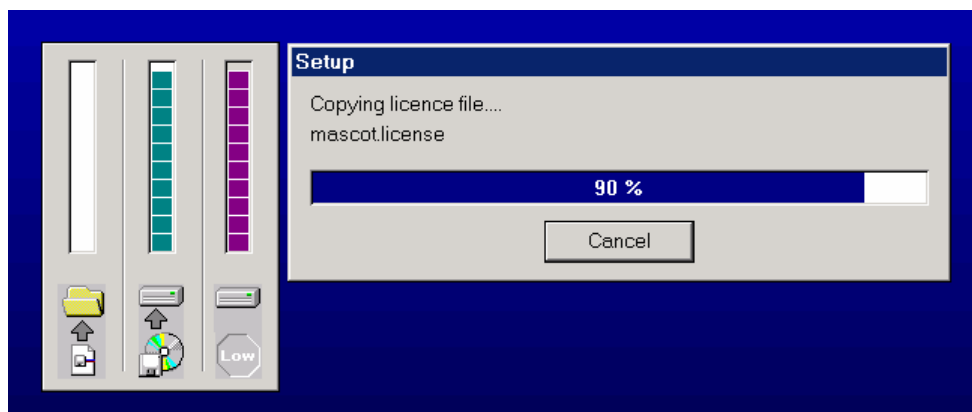 Setup
Copying licence file....
mascot.license
90 %
Cancel
Low